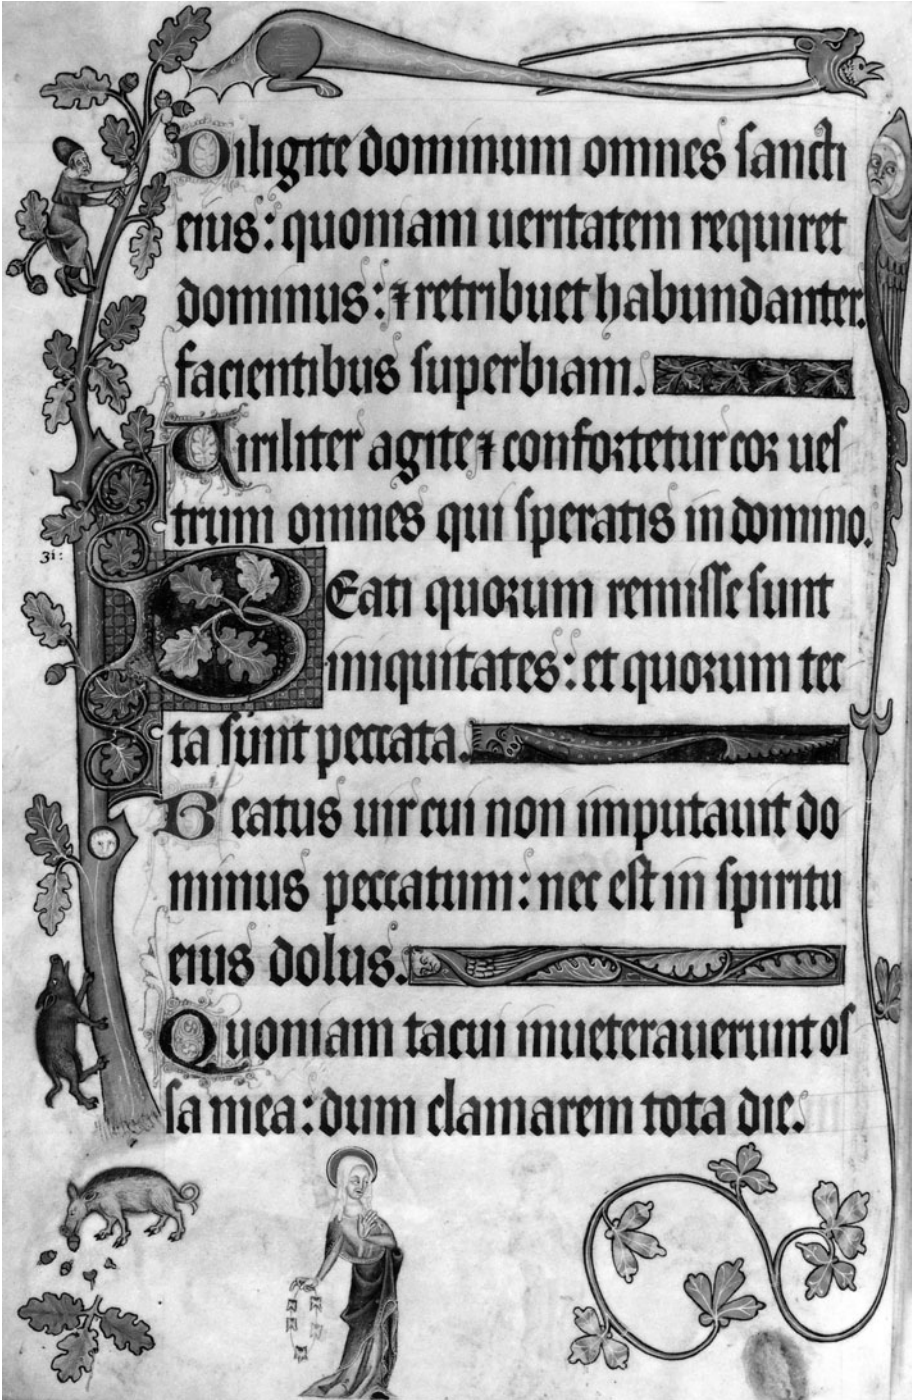 Diligite dominum omnes sancti
eius: quoniam ueritatem requiret
dominus: ⁊ retribuet habundanter
facientibus superbiam.
Uiriliter agite ⁊ confortetur cor ues
trum omnes qui speratis in domino.
31:
Beati quorum remisse sunt
iniquitates: et quorum tec
ta sunt peccata.
Beatus uir cui non imputauit do
minus peccatum: nec est in spiritu
eius dolus.
Quoniam tacui inueterauerunt os
sa mea: dum clamarem tota die.